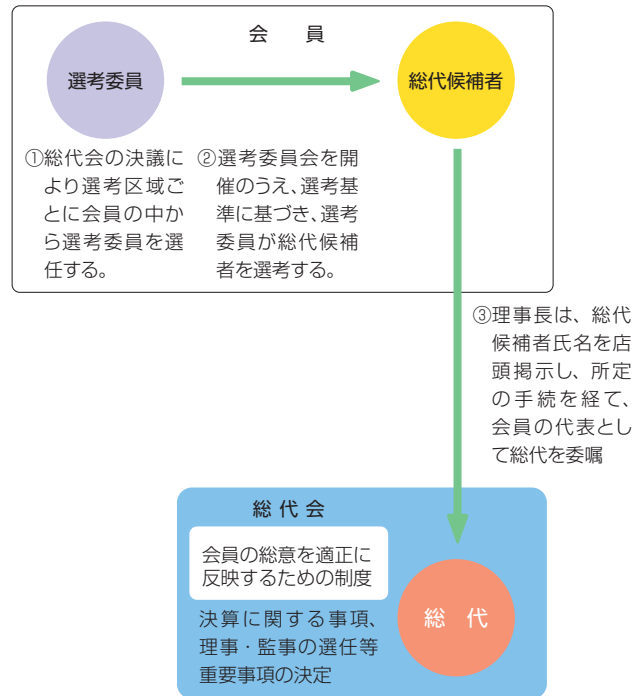 会　員
選考委員
総代候補者
①総代会の決議に
より選考区域ご
とに会員の中か
ら選考委員を選
任する。
②選考委員会を開
催のうえ、選考基
準に基づき、選考
委員が総代候補
者を選考する。
③理事長は、総代
候補者氏名を店
頭掲示し、所定
の手続を経て、
会員の代表とし
て総代を委嘱
総代会
会員の総意を適正に
反映するための制度
決算に関する事項、
理事・監事の選任等
重要事項の決定
総　代